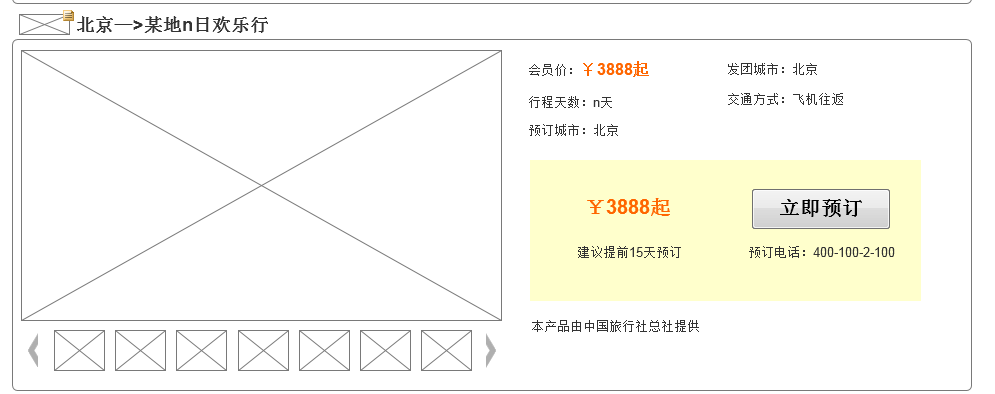 北京—>某地n日欢乐行
会员价：￥3888起
发团城市：北京
行程天数：n天
交通方式：飞机往返
预订城市：北京
￥3888起
立即预订
建议提前15天预订
预订电话：400-100-2-100
本产品由中国旅行社总社提供